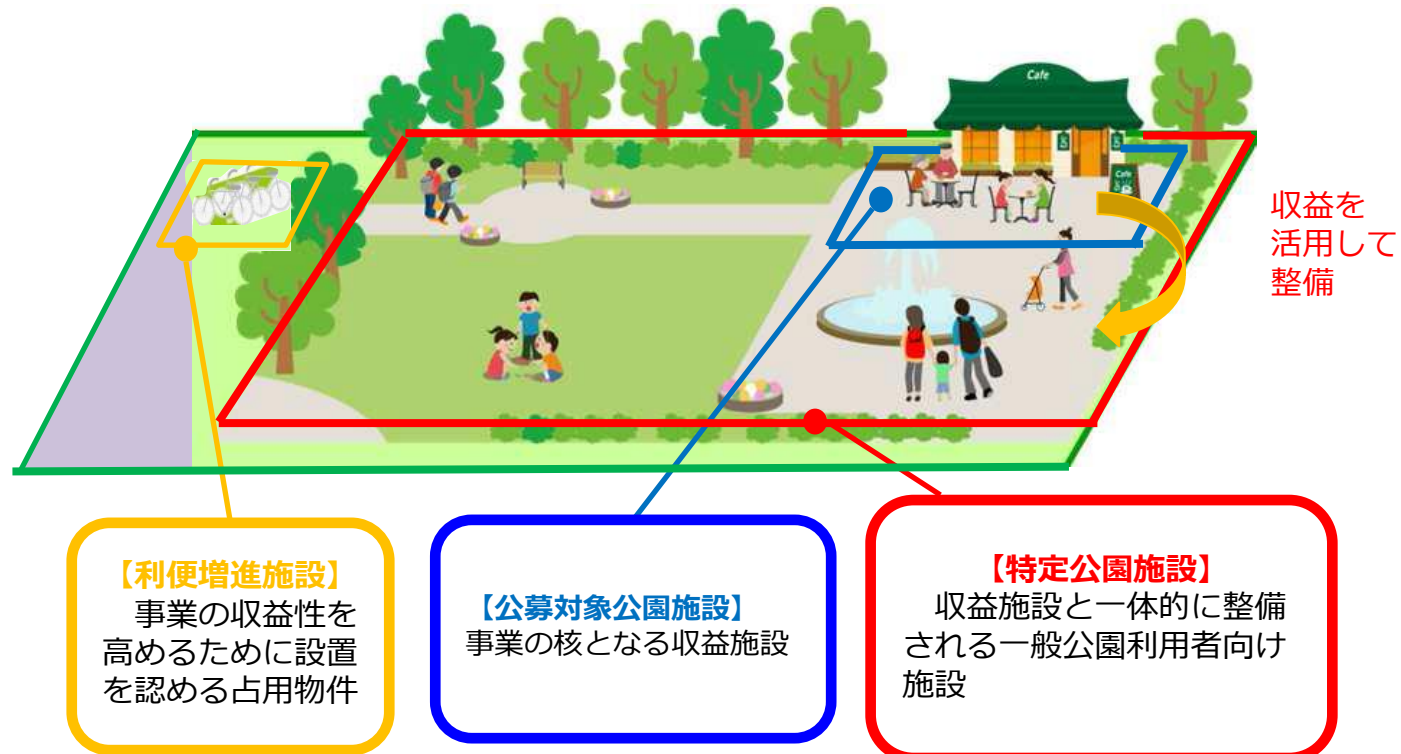 Cafe
Cafe
収益を
活用して
整備
【利便増進施設】
事業の収益性を
高めるために設置
を認める占用物件
【公募対象公園施設】
事業の核となる収益施設
【特定公園施設】
収益施設と一体的に整備
される一般公園利用者向け
施設